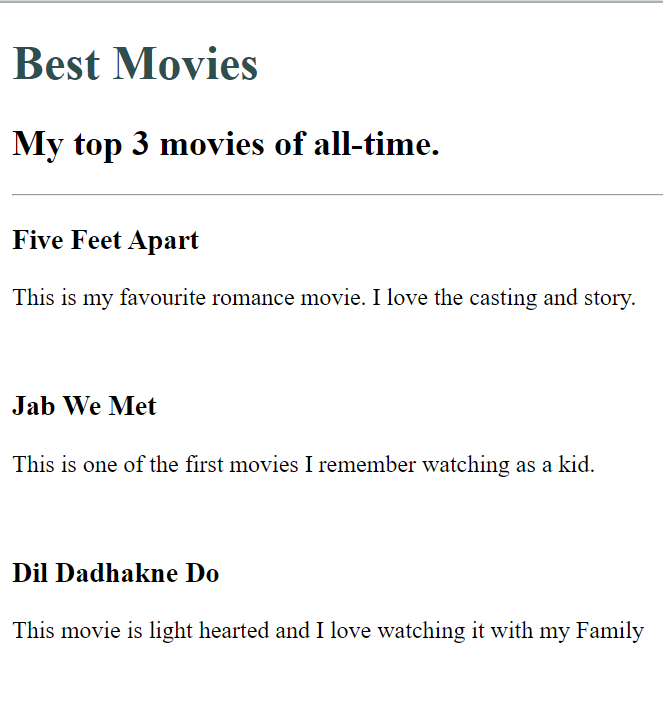 Best Movies
My top 3 movies of all-time.
Five Feet Apart
This is my favourite romance movie. I love the casting and story.
Jab We Met
This is one of the first movies I remember watching as a kid.
Dil Dadhakne Do
This movie is light hearted and I love watching it with my Family